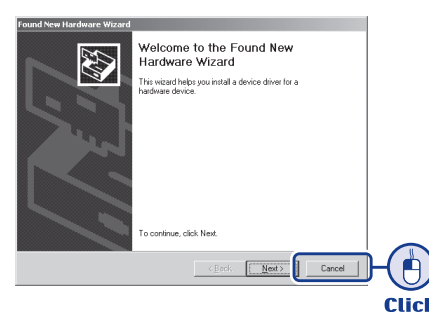 Found New Hardware Wizard
Welcome to the Found New
Hardware Wizard
This wizard helps you install a device driver for a
hardware device.
To continue, click Next.
< Back Next > Cancel
Click